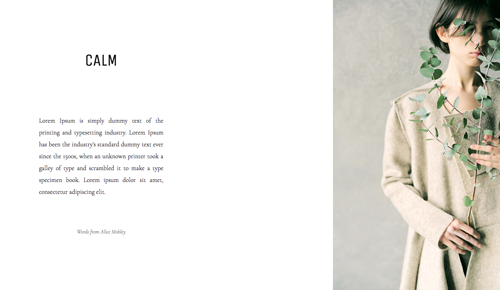 CALM
Lorem Ipsum is simply dummy text of the
printing and typesetting industry. Lorem Ipsum
has been the industry's standard dummy text ever
since the 1500s, when an unknown printer took a
galley of type and scrambled it to make a type
specimen book. Lorem ipsum dolor sit amet,
consectetur adipiscing elit.
Words from Alice Mobley